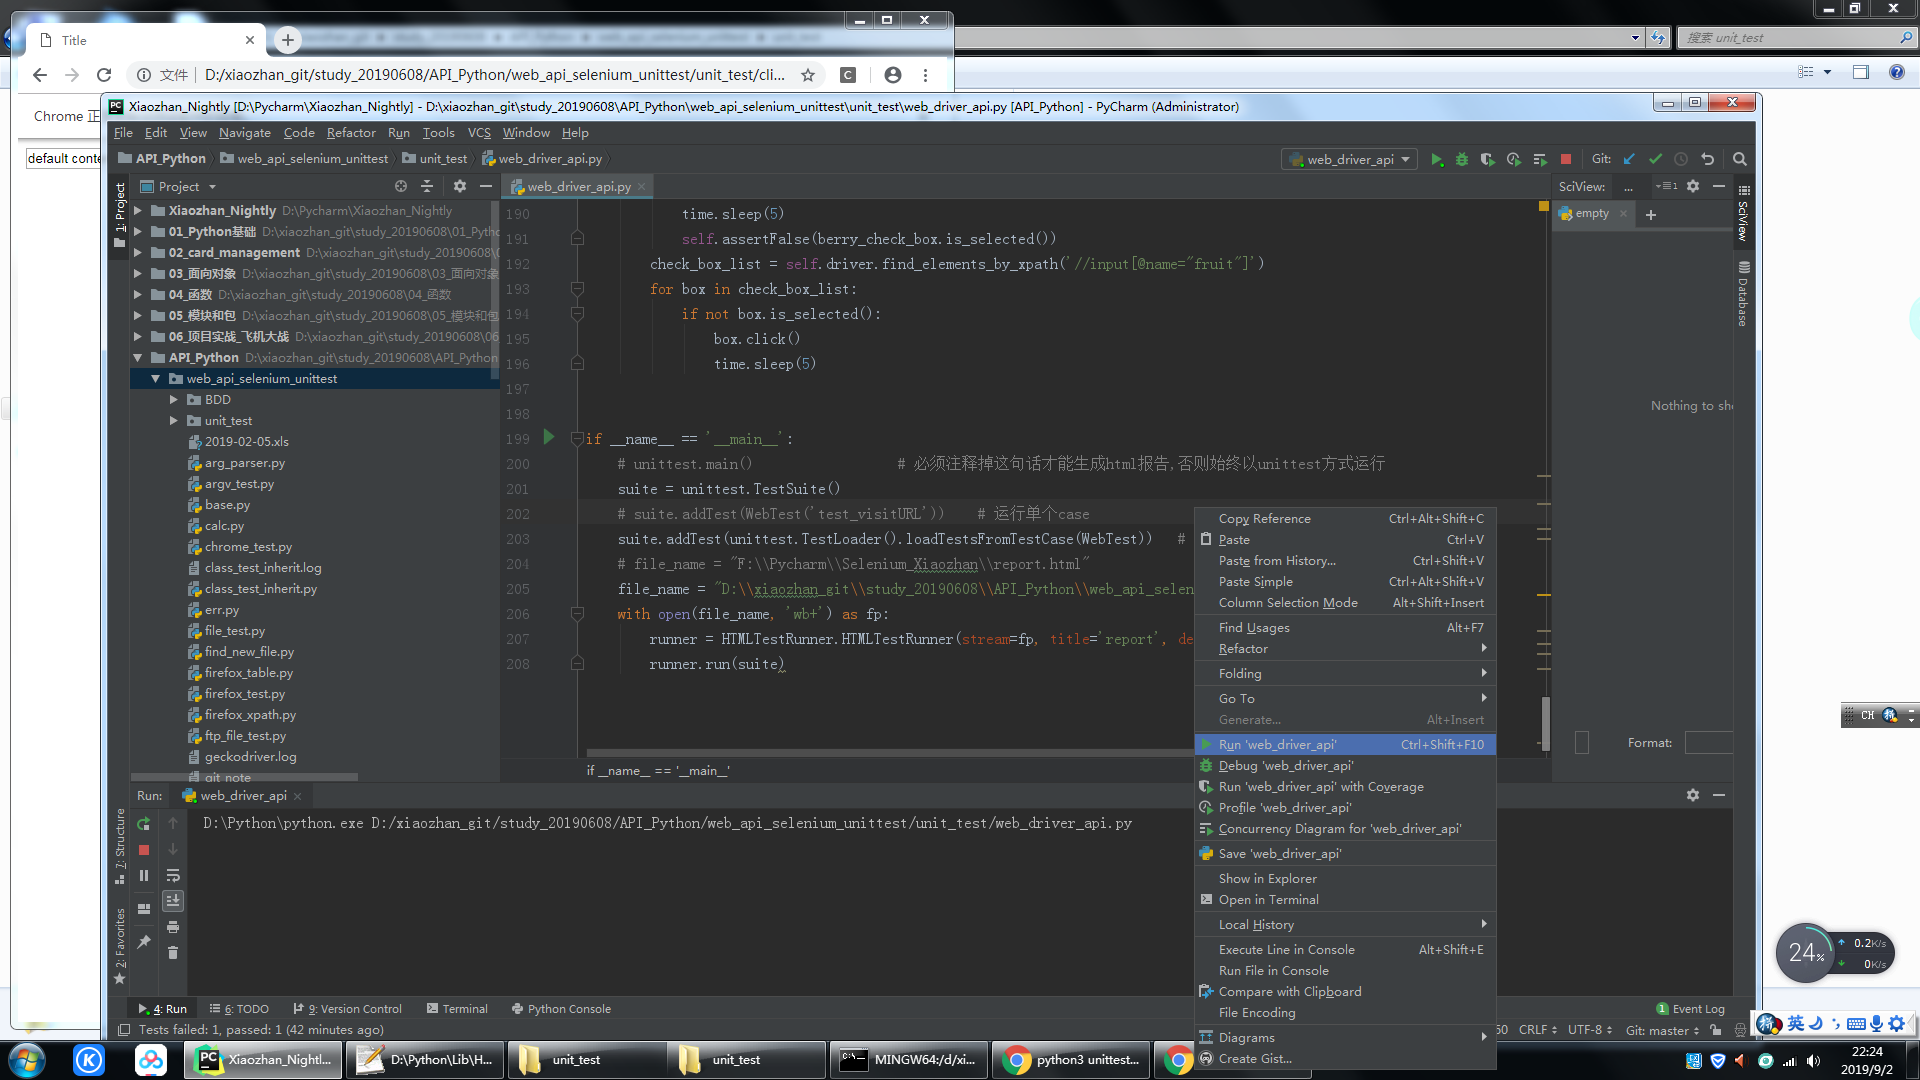 Title
搜索 unit_test
文件 D:/xiaozhan_git/study_20190608/API_Python/web_api_selenium_unittest/unit_test/cli...
Chrome 正
default conte
Xiaozhan_Nightly [D:\Pycharm\Xiaozhan_Nightly] - D:\xiaozhan_git\study_20190608\API_Python\web_api_selenium_unittest\unit_test\web_driver_api.py [API_Python] - PyCharm (Administrator)
File Edit View Navigate Code Refactor Run Tools VCS Window Help
API_Python web_api_selenium_unittest unit_test web_driver_api.py
web_driver_api Git:
Project
web_driver_api.py
SciView: ... 1
empty
1: Project
Xiaozhan_Nightly D:\Pycharm\Xiaozhan_Nightly
01_Python基础 D:\xiaozhan_git\study_20190608\01_Pytho
02_card_management D:\xiaozhan_git\study_20190608\0
03_面向对象 D:\xiaozhan_git\study_20190608\03_面向对象
04_函数 D:\xiaozhan_git\study_20190608\04_函数
05_模块和包 D:\xiaozhan_git\study_20190608\05_模块和包
06_项目实战_飞机大战 D:\xiaozhan_git\study_20190608\06
API_Python D:\xiaozhan_git\study_20190608\API_Python
web_api_selenium_unittest
BDD
unit_test
2019-02-05.xls
arg_parser.py
argv_test.py
base.py
calc.py
chrome_test.py
class_test_inherit.log
class_test_inherit.py
err.py
file_test.py
find_new_file.py
firefox_table.py
firefox_test.py
firefox_xpath.py
ftp_file_test.py
geckodriver.log
git note
190 time.sleep(5)
191 self.assertFalse(berry_check_box.is_selected())
192 check_box_list = self.driver.find_elements_by_xpath('//input[@name="fruit"]')
193 for box in check_box_list:
194 if not box.is_selected():
195 box.click()
196 time.sleep(5)
197
198
199 if __name__ == '__main__':
200 # unittest.main() # 必须注释掉这句话才能生成html报告,否则始终以unittest方式运行
201 suite = unittest.TestSuite()
202 # suite.addTest(WebTest('test_visitURL')) # 运行单个case
203 suite.addTest(unittest.TestLoader().loadTestsFromTestCase(WebTest)) #
204 # file_name = "F:\\Pycharm\\Selenium_Xiaozhan\\report.html"
205 file_name = "D:\\xiaozhan_git\\study_20190608\\API_Python\\web_api_selen
206 with open(file_name, 'wb+') as fp:
207 runner = HTMLTestRunner.HTMLTestRunner(stream=fp, title='report', de
208 runner.run(suite)
if __name__ == '__main__'
SciView
Database
Nothing to sho
Format:
Copy Reference Ctrl+Alt+Shift+C
Paste Ctrl+V
Paste from History... Ctrl+Shift+V
Paste Simple Ctrl+Alt+Shift+V
Column Selection Mode Alt+Shift+Insert
Find Usages Alt+F7
Refactor
Folding
Go To
Generate... Alt+Insert
Run 'web_driver_api' Ctrl+Shift+F10
Debug 'web_driver_api'
Run 'web_driver_api' with Coverage
Profile 'web_driver_api'
Concurrency Diagram for 'web_driver_api'
Save 'web_driver_api'
Show in Explorer
Open in Terminal
Local History
Execute Line in Console Alt+Shift+E
Run File in Console
Compare with Clipboard
File Encoding
Diagrams
Create Gist...
Run: web_driver_api
D:\Python\python.exe D:/xiaozhan_git/study_20190608/API_Python/web_api_selenium_unittest/unit_test/web_driver_api.py
7: Structure
2: Favorites
CH
24% 0.2K/s
0K/s
4: Run 6: TODO 9: Version Control Terminal Python Console
1 Event Log
Tests failed: 1, passed: 1 (42 minutes ago)
60 CRLF UTF-8 Git: master
英
Xiaozhan_Nightl... D:\Python\Lib\H... unit_test unit_test MINGW64:/d/xi... python3 unittest...
22:24
2019/9/2